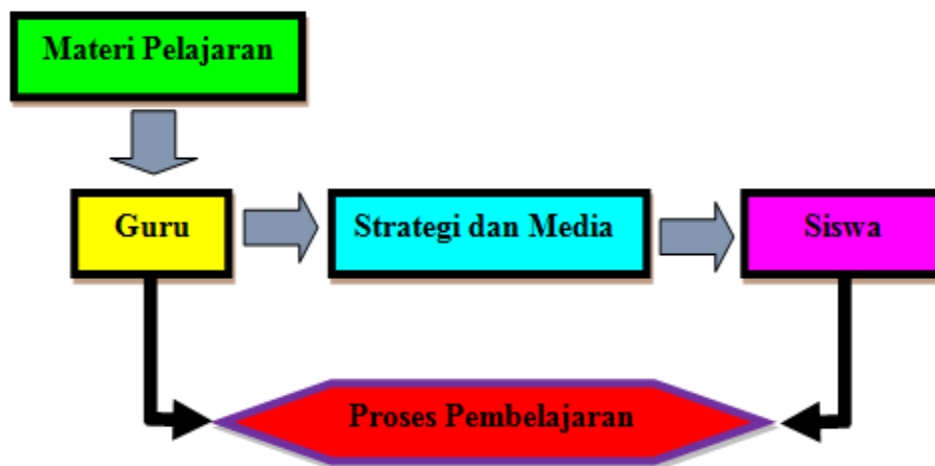 Materi Pelajaran
Guru
Strategi dan Media
Siswa
Proses Pembelajaran